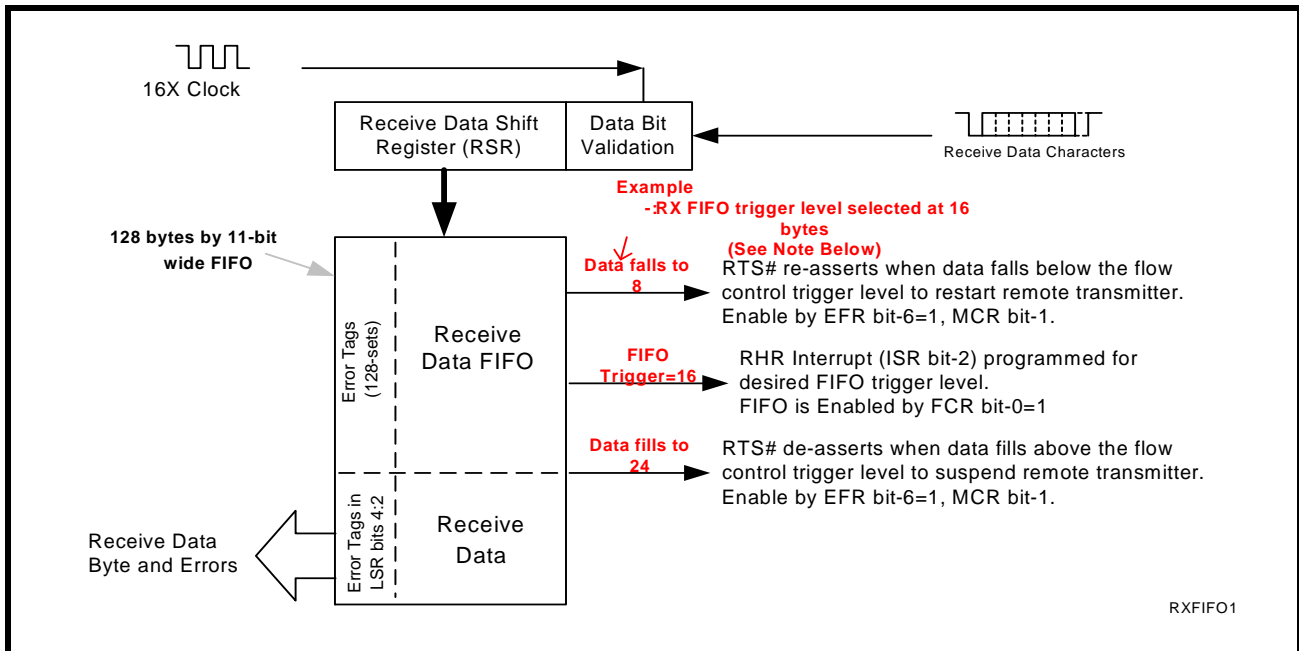 16X Clock
Receive Data Shift
Register (RSR)
Data Bit
Validation
Receive Data Characters
Example
-:RX FIFO trigger level selected at 16
bytes
(See Note Below)
128 bytes by 11-bit
wide FIFO
Data falls to
8
RTS# re-asserts when data falls below the flow
control trigger level to restart remote transmitter.
Enable by EFR bit-6=1, MCR bit-1.
Error Tags
(128-sets)
Receive
Data FIFO
FIFO
Trigger=16
RHR Interrupt (ISR bit-2) programmed for
desired FIFO trigger level.
FIFO is Enabled by FCR bit-0=1
Data fills to
24
RTS# de-asserts when data fills above the flow
control trigger level to suspend remote transmitter.
Enable by EFR bit-6=1, MCR bit-1.
Error Tags in
LSR bits 4:2
Receive
Data
Receive Data
Byte and Errors
RXFIFO1